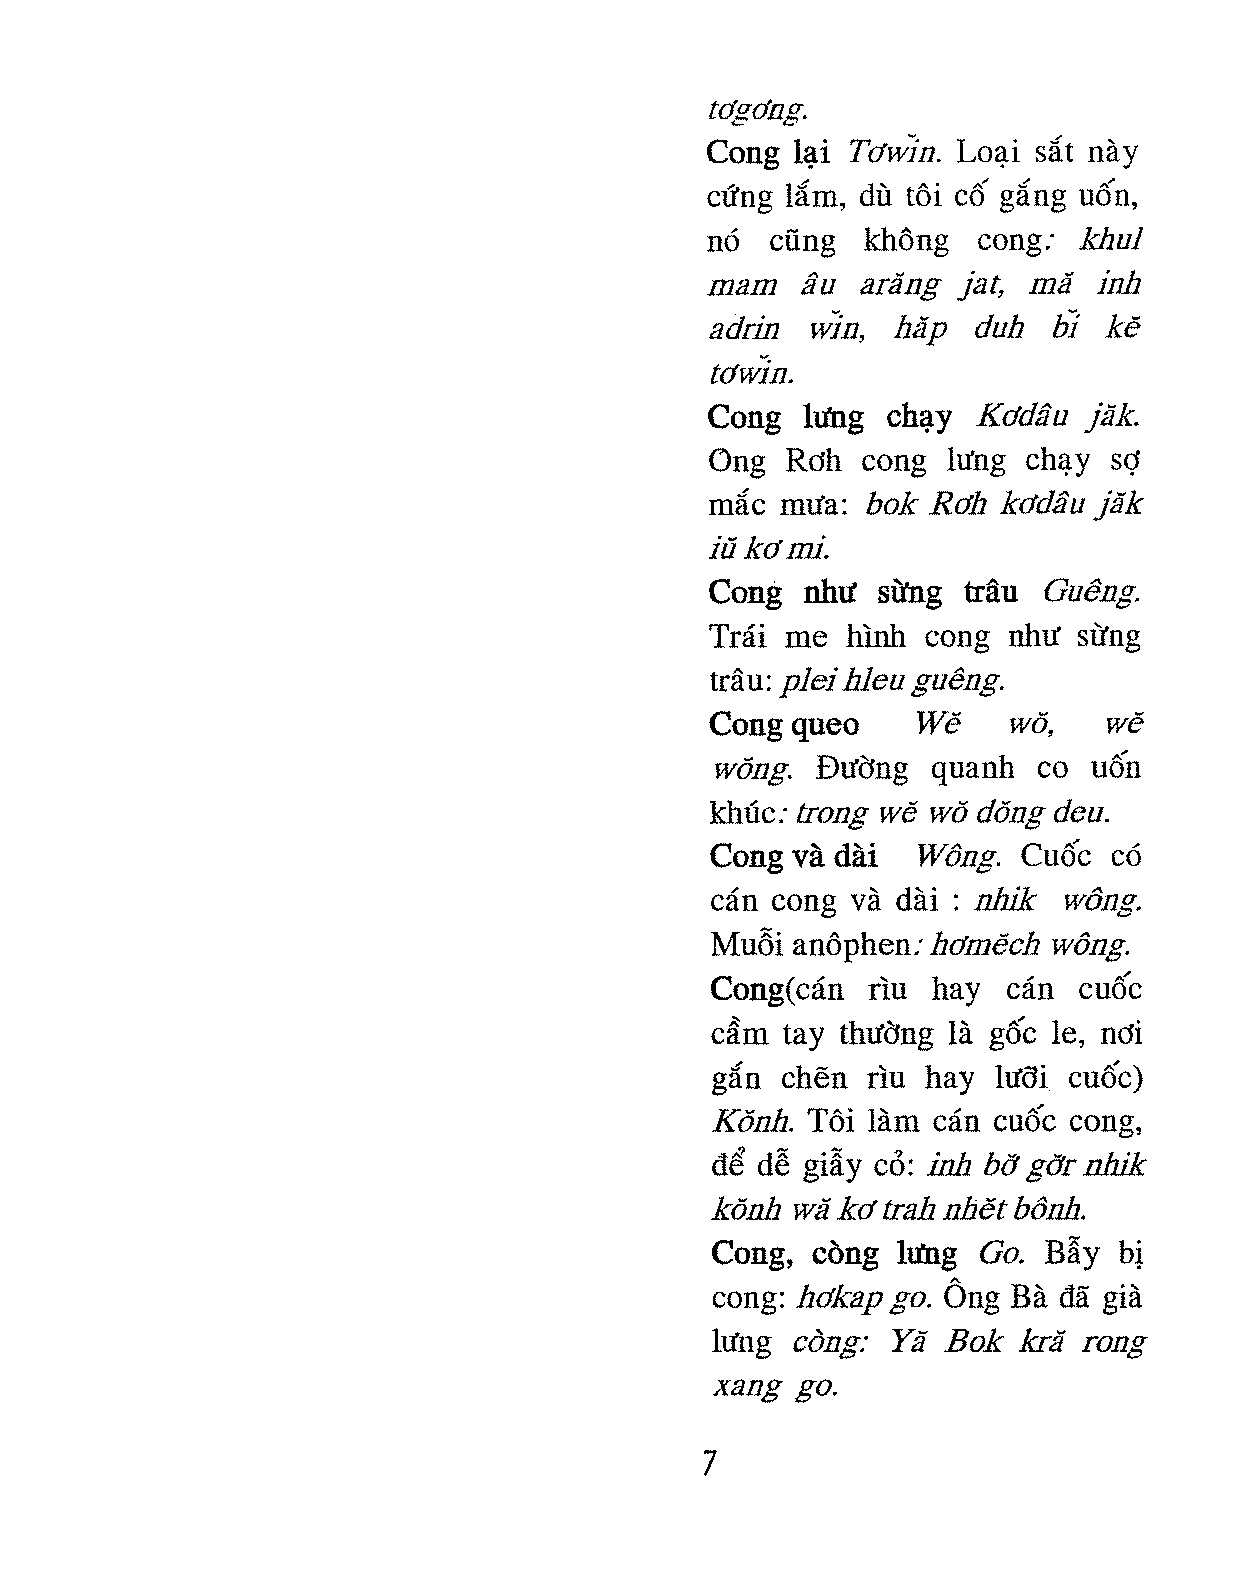 tơgơng.
Cong lại Tơwĭn. Loại sắt này
cứng lắm, dù tôi cố gắng uốn,
nó cũng không cong: khul
mam âu arăng jat, mă inh
adrin wĭn, hăp duh bĭ kĕ
tơwĭn.
Cong lưng chạy Kơdâu jăk.
Ong Rơh cong lưng chạy sợ
mắc mưa: bok Rơh kơdâu jăk
iŭ kơ mi.
Cong như sừng trâu Guêng.
Trái me hình cong như sừng
trâu: plei hleu guêng.
Cong queo Wĕ wŏ, wĕ
wŏng. Đường quanh co uốn
khúc: trong wĕ wŏ dŏng deu.
Cong và dài Wông. Cuốc có
cán cong và dài : nhik wông.
Muỗi anôphen: hơmĕch wông.
Cong(cán rìu hay cán cuốc
cầm tay thường là gốc le, nơi
gắn chẽn rìu hay lưỡi cuốc)
Kŏnh. Tôi làm cán cuốc cong,
để dễ giẫy cỏ: inh bơ̆ gơ̆r nhik
kŏnh wă kơ trah nhĕt bônh.
Cong, còng lưng Go. Bẫy bị
cong: hơkap go. Ông Bà đã già
lưng còng: Yă Bok kră rong
xang go.
7